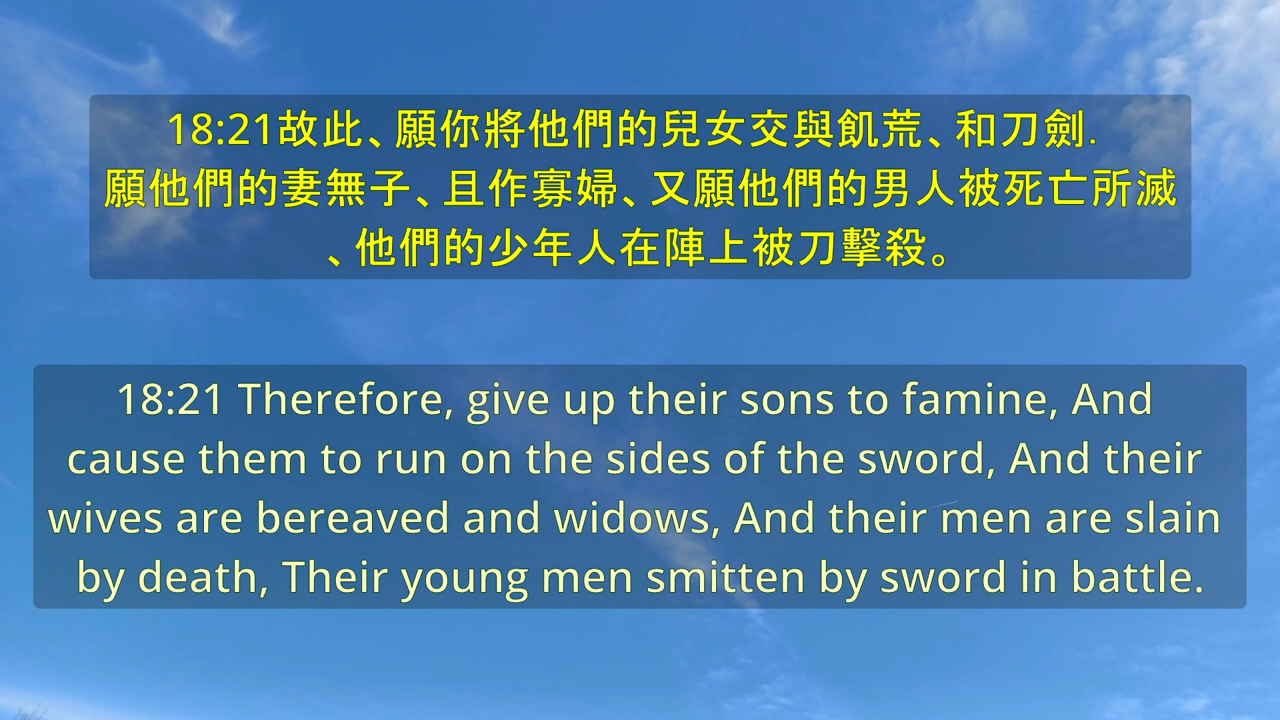 18:21故此、願你將他們的兒女交與飢荒、和刀劍.
願他們的妻無子、且作寡婦、又願他們的男人被死亡所滅
、他們的少年人在陣上被刀擊殺。
18:21 Therefore, give up their sons to famine, And
cause them to run on the sides of the sword, And their
wives are bereaved and widows, And their men are slain
by death, Their young men smitten by sword in battle.